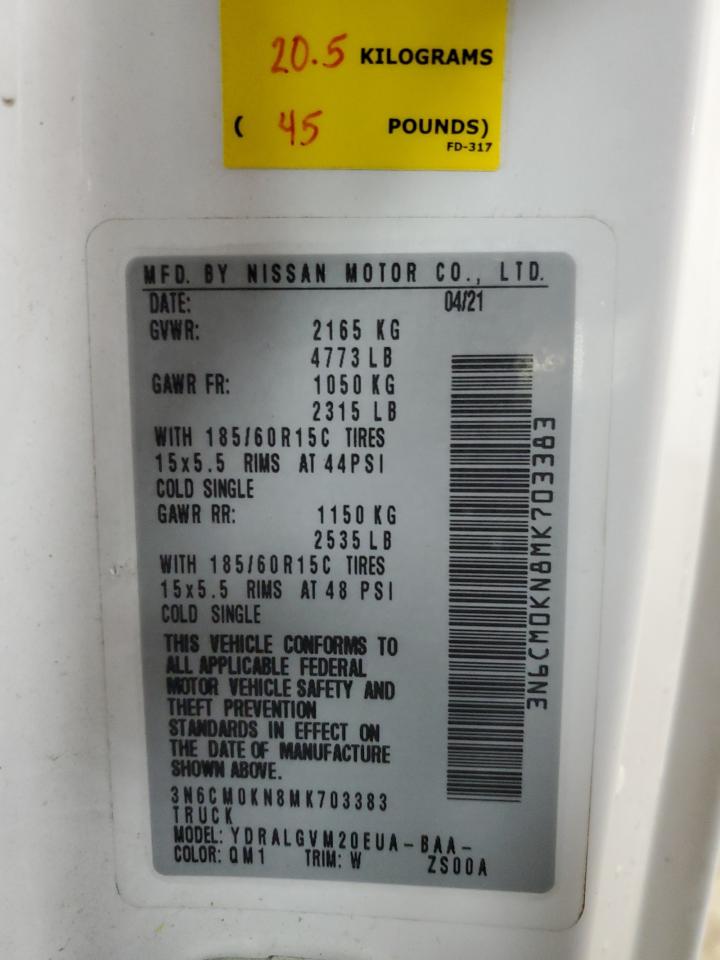 20.5 KILOGRAMS
( 45 POUNDS)
FD-317
MFD. BY NISSAN MOTOR CO., LTD.
DATE: 04/21
GVWR: 2165 KG
4773 LB
GAWR FR: 1050 KG
2315 LB
WITH 185/60R15C TIRES
15x5.5 RIMS AT 44PSI
COLD SINGLE
GAWR RR: 1150 KG
2535 LB
WITH 185/60R15C TIRES
15x5.5 RIMS AT 48 PSI
COLD SINGLE
THIS VEHICLE CONFORMS TO
ALL APPLICABLE FEDERAL
MOTOR VEHICLE SAFETY AND
THEFT PREVENTION
STANDARDS IN EFFECT ON
THE DATE OF MANUFACTURE
SHOWN ABOVE.
3N6CM0KN8MK703383
TRUCK
MODEL: YDRALGVM20EUA-BAA-
COLOR: QM1 TRIM: W ZS00A
3N6CM0KN8MK703383